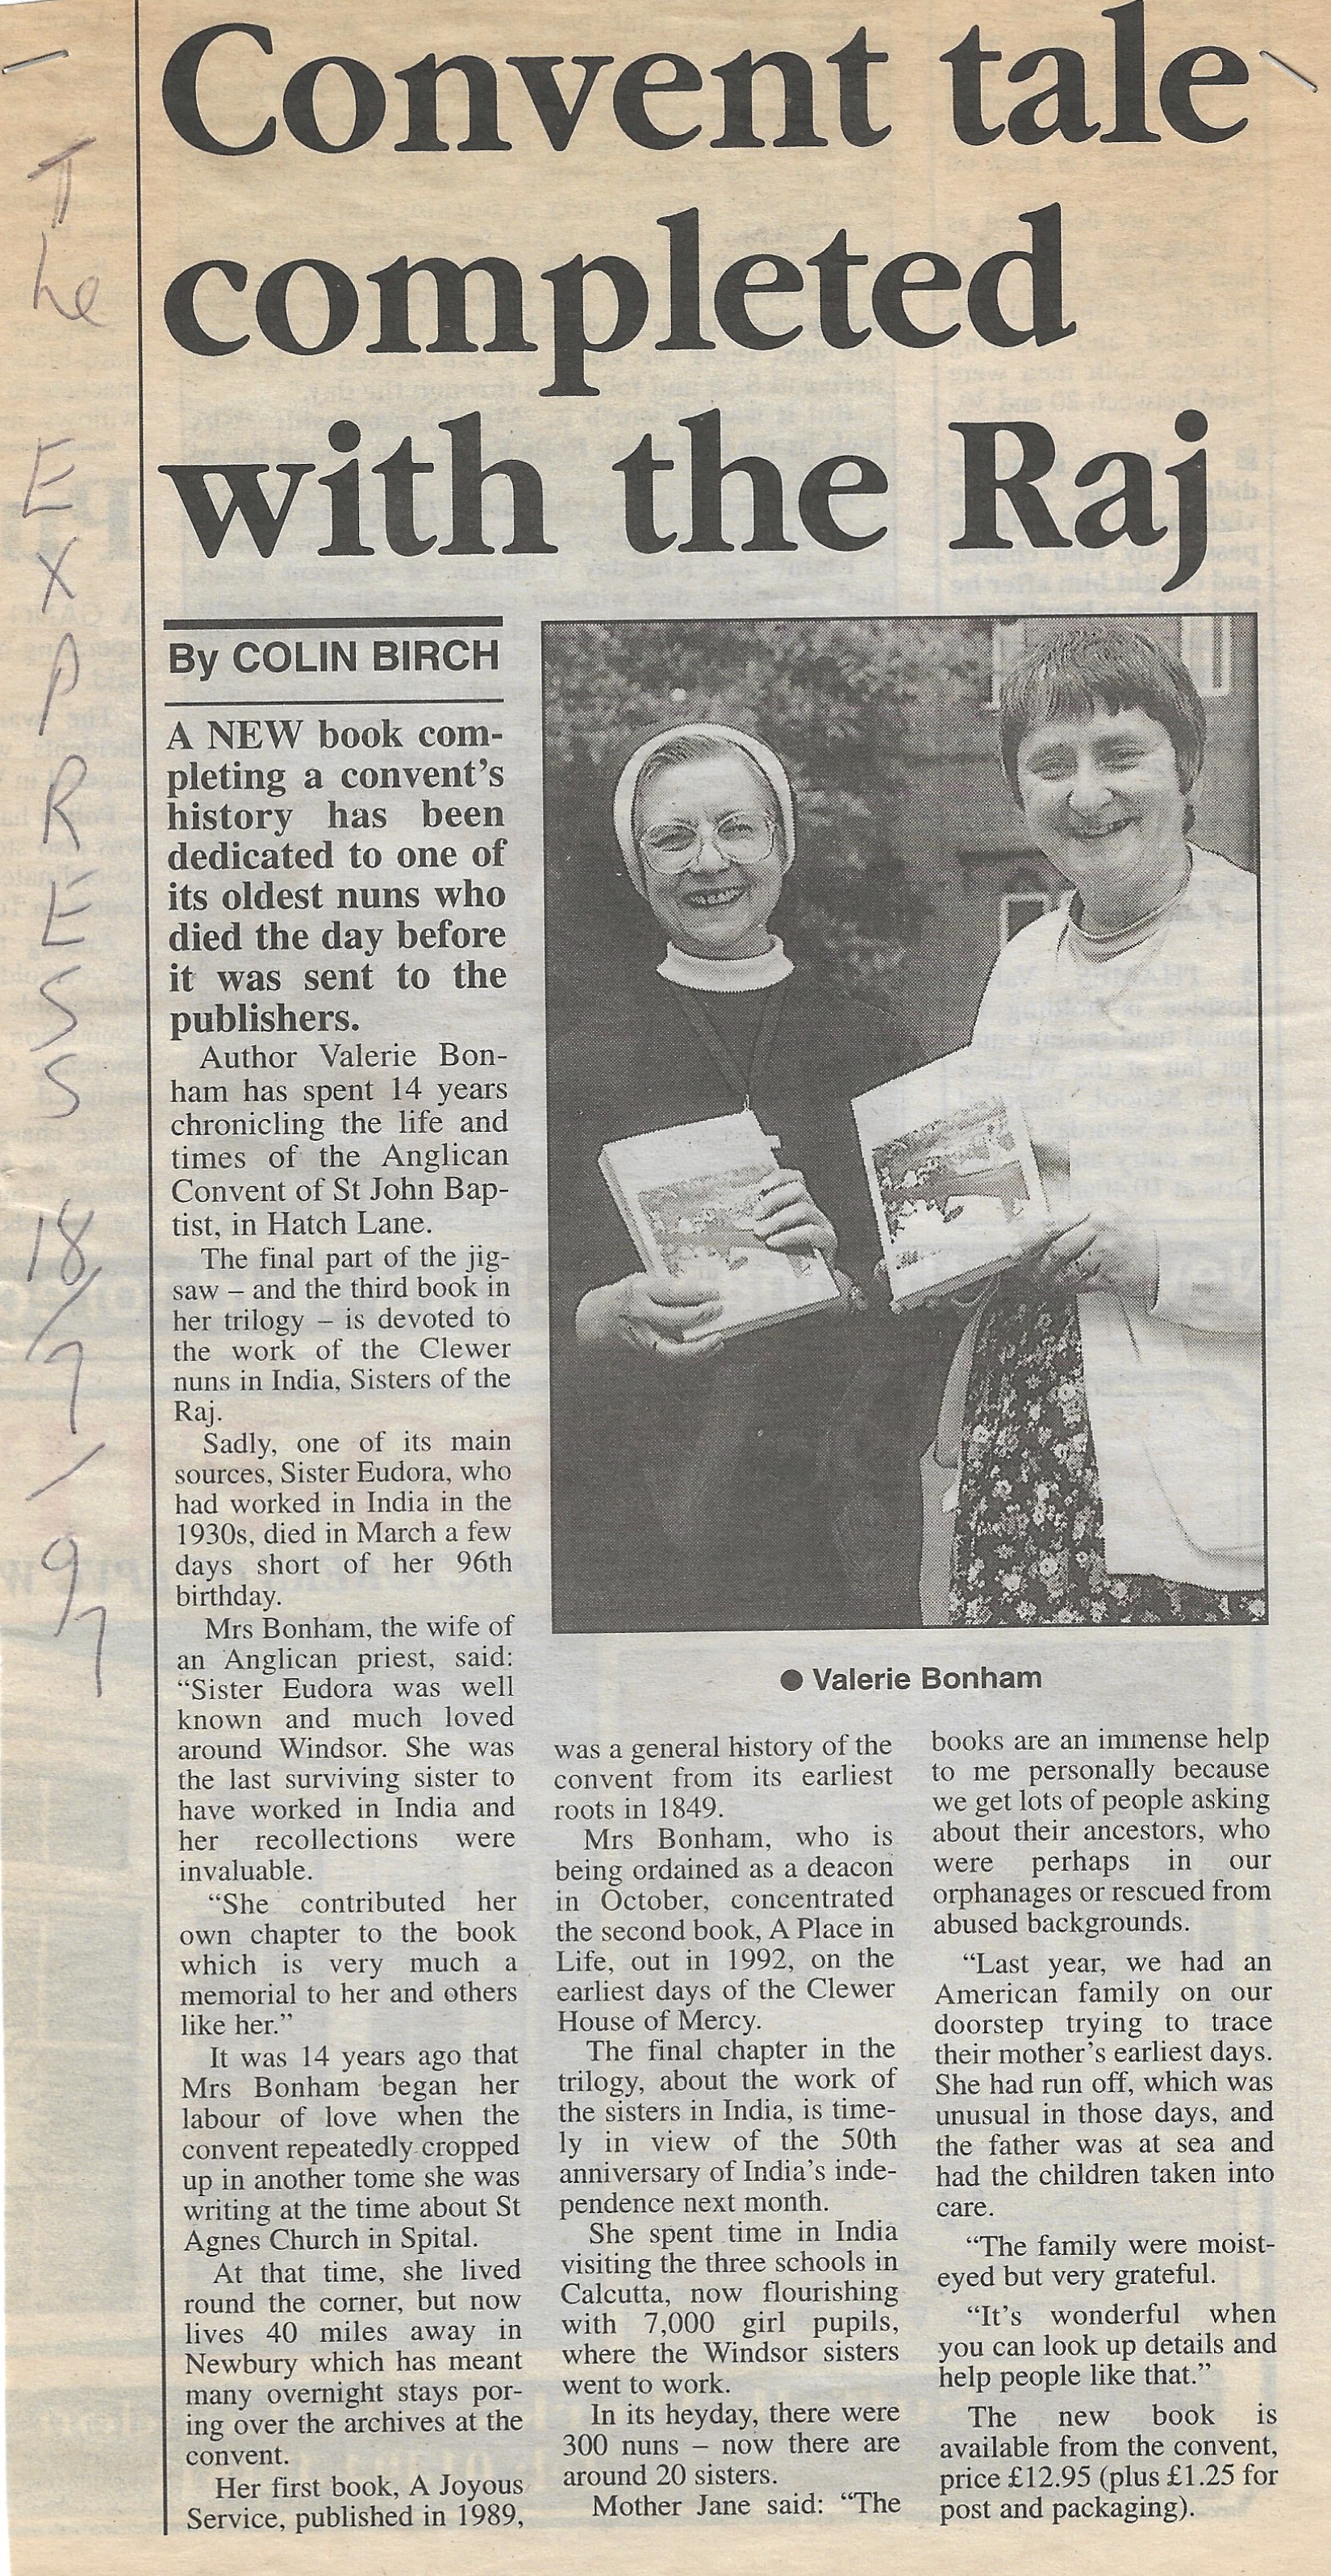 The EXPRESS 18/7/97
Convent tale
completed
with the Raj
By COLIN BIRCH
A NEW book com-
pleting a convent's
history has been
dedicated to one of
its oldest nuns who
died the day before
it was sent to the
publishers.
Author Valerie Bon-
ham has spent 14 years
chronicling the life and
times of the Anglican
Convent of St John Bap-
tist, in Hatch Lane.
The final part of the jig-
saw – and the third book in
her trilogy – is devoted to
the work of the Clewer
nuns in India, Sisters of the
Raj.
Sadly, one of its main
sources, Sister Eudora, who
had worked in India in the
1930s, died in March a few
days short of her 96th
birthday.
Mrs Bonham, the wife of
an Anglican priest, said:
“Sister Eudora was well
known and much loved
around Windsor. She was
the last surviving sister to
have worked in India and
her recollections were
invaluable.
“She contributed her
own chapter to the book
which is very much a
memorial to her and others
like her.”
It was 14 years ago that
Mrs Bonham began her
labour of love when the
convent repeatedly cropped
up in another tome she was
writing at the time about St
Agnes Church in Spital.
At that time, she lived
round the corner, but now
lives 40 miles away in
Newbury which has meant
many overnight stays por-
ing over the archives at the
convent.
Her first book, A Joyous
Service, published in 1989,
● Valerie Bonham
was a general history of the
convent from its earliest
roots in 1849.
Mrs Bonham, who is
being ordained as a deacon
in October, concentrated
the second book, A Place in
Life, out in 1992, on the
earliest days of the Clewer
House of Mercy.
The final chapter in the
trilogy, about the work of
the sisters in India, is time-
ly in view of the 50th
anniversary of India's inde-
pendence next month.
She spent time in India
visiting the three schools in
Calcutta, now flourishing
with 7,000 girl pupils,
where the Windsor sisters
went to work.
In its heyday, there were
300 nuns – now there are
around 20 sisters.
Mother Jane said: “The
books are an immense help
to me personally because
we get lots of people asking
about their ancestors, who
were perhaps in our
orphanages or rescued from
abused backgrounds.
“Last year, we had an
American family on our
doorstep trying to trace
their mother's earliest days.
She had run off, which was
unusual in those days, and
the father was at sea and
had the children taken into
care.
“The family were moist-
eyed but very grateful.
“It's wonderful when
you can look up details and
help people like that.”
The new book is
available from the convent,
price £12.95 (plus £1.25 for
post and packaging).